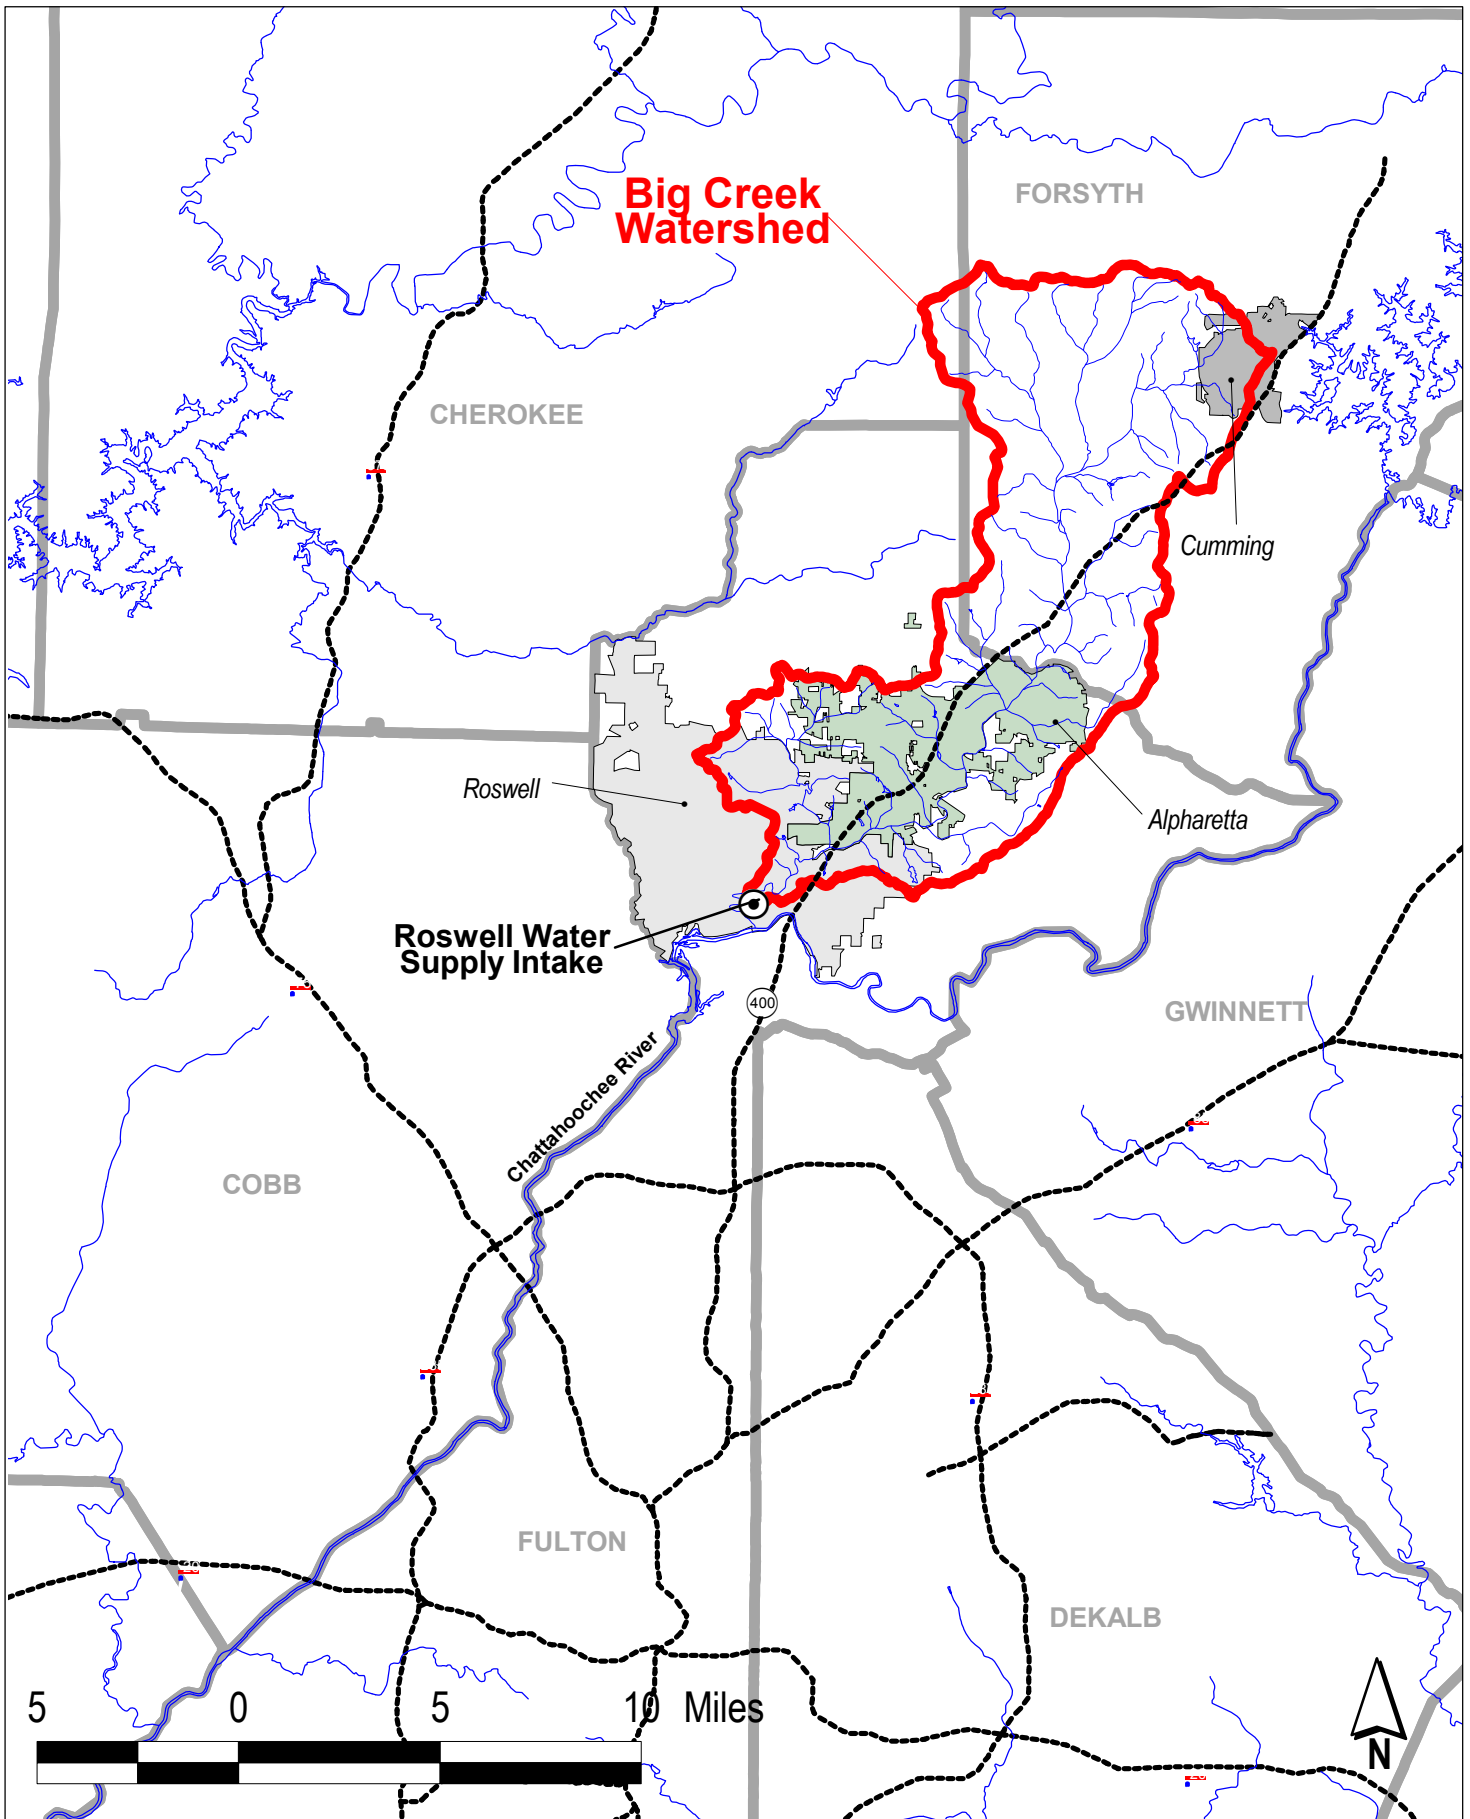 Big Creek
Watershed
FORSYTH
CHEROKEE
Cumming
Roswell
Alpharetta
Roswell Water
Supply Intake
400
GWINNETT
Chattahoochee River
COBB
FULTON
DEKALB
5 0 5 10 Miles
N